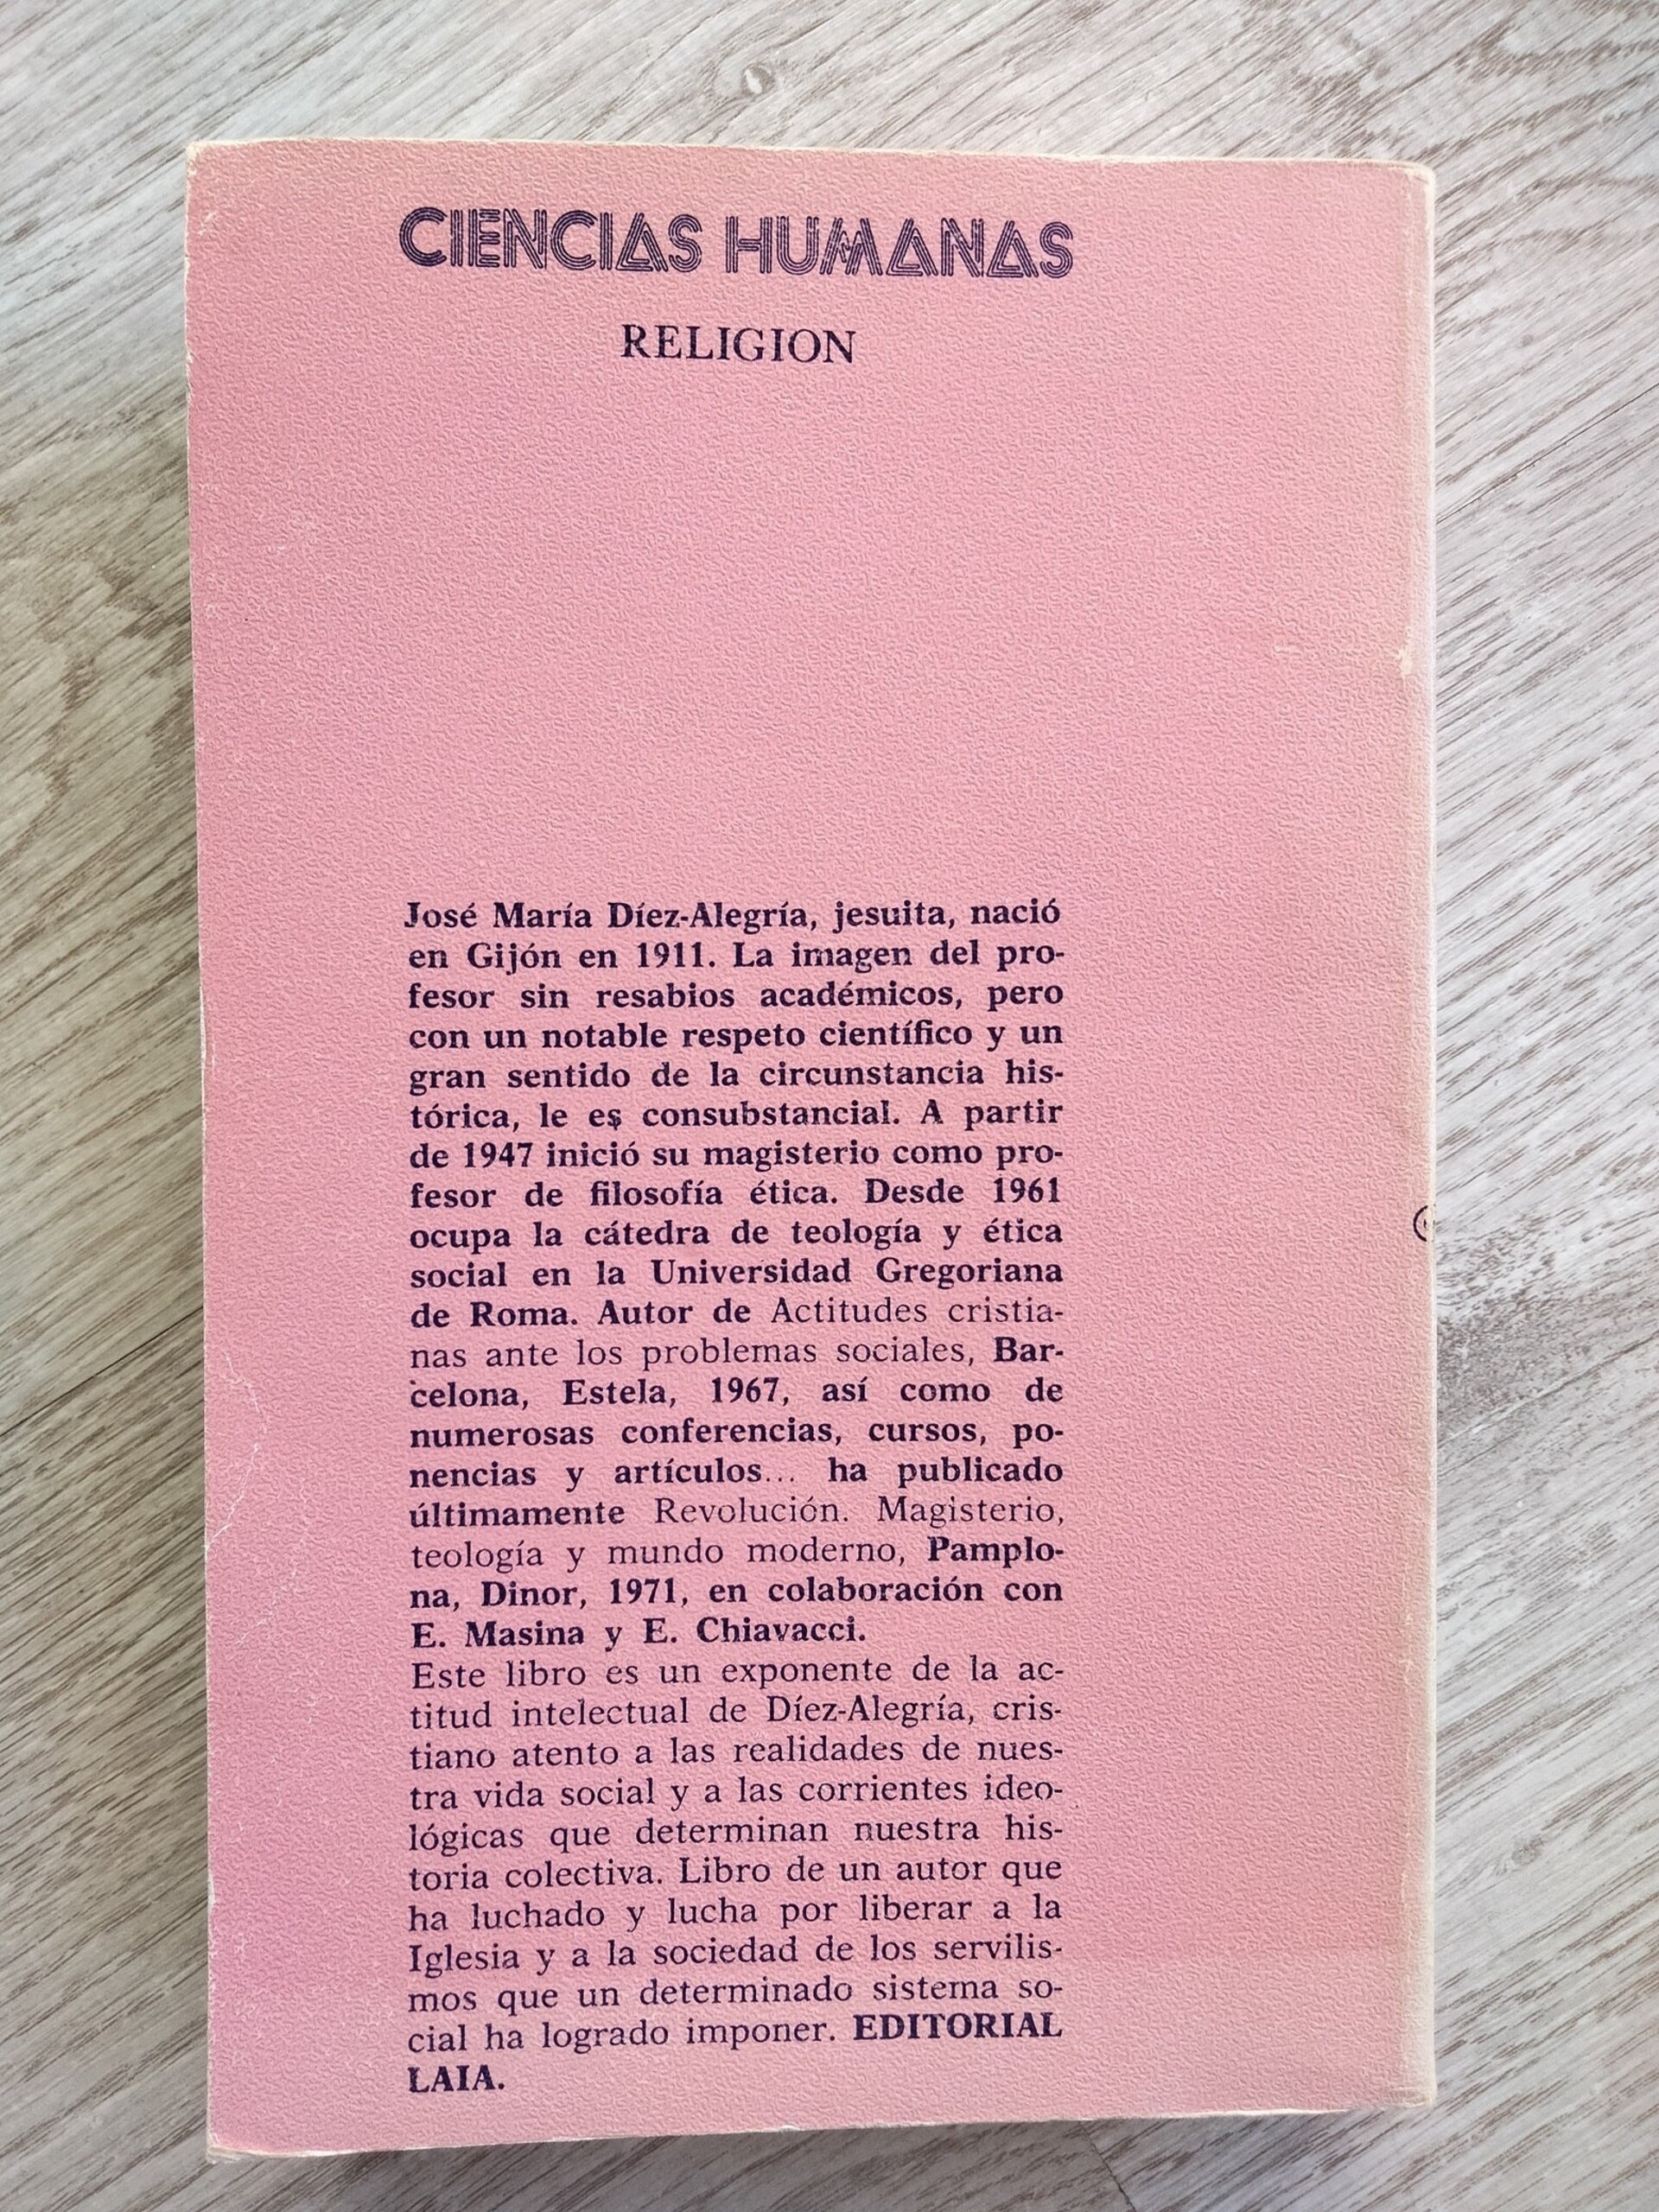 CIENCIAS HUMANAS
RELIGION
José María Díez-Alegría, jesuita, nació
en Gijón en 1911. La imagen del pro-
fesor sin resabios académicos, pero
con un notable respeto científico y un
gran sentido de la circunstancia his-
tórica, le es consubstancial. A partir
de 1947 inició su magisterio como pro-
fesor de filosofía ética. Desde 1961
ocupa la cátedra de teología y ética
social en la Universidad Gregoriana
de Roma. Autor de Actitudes cristia-
nas ante los problemas sociales, Bar-
celona, Estela, 1967, así como de
numerosas conferencias, cursos, po-
nencias y artículos... ha publicado
últimamente Revolución. Magisterio,
teología y mundo moderno, Pamplo-
na, Dinor, 1971, en colaboración con
E. Masina y E. Chiavacci.
Este libro es un exponente de la ac-
titud intelectual de Díez-Alegría, cris-
tiano atento a las realidades de nues-
tra vida social y a las corrientes ideo-
lógicas que determinan nuestra his-
toria colectiva. Libro de un autor que
ha luchado y lucha por liberar a la
Iglesia y a la sociedad de los servilis-
mos que un determinado sistema so-
cial ha logrado imponer. EDITORIAL
LAIA.